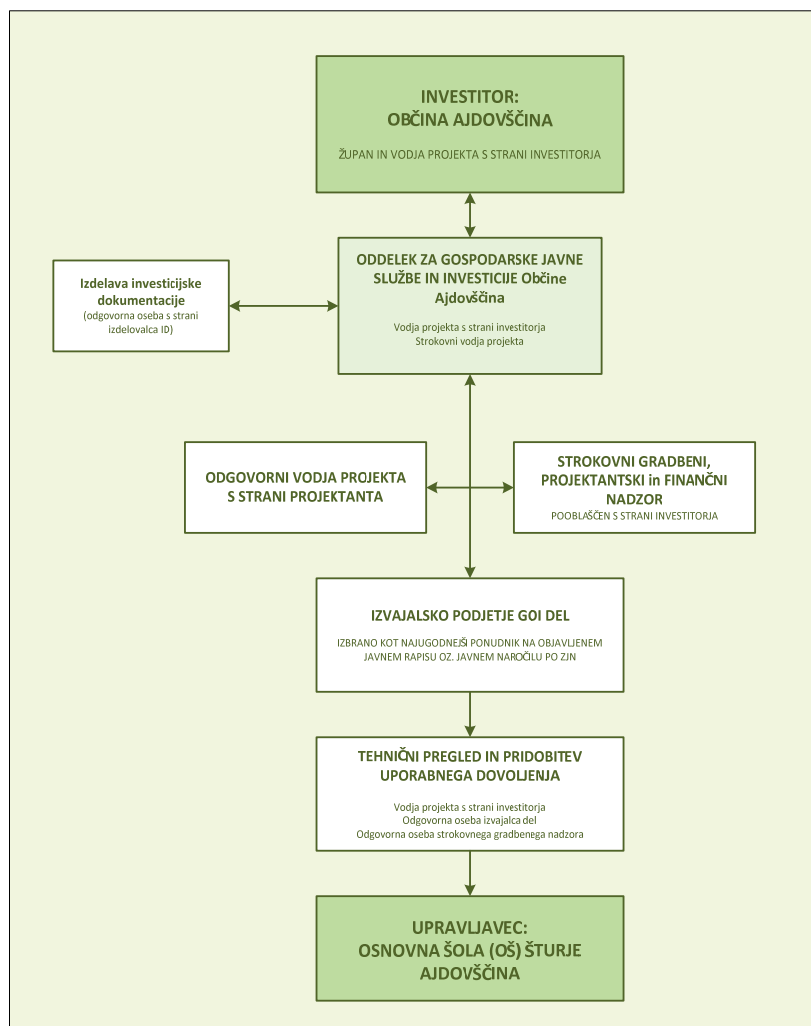 INVESTITOR:
OBČINA AJDOVŠČINA
ŽUPAN IN VODJA PROJEKTA S STRANI INVESTITORJA
ODDELEK ZA GOSPODARSKE JAVNE
SLUŽBE IN INVESTICIJE Občine
Ajdovščina
Vodja projekta s strani investitorja
Strokovni vodja projekta
Izdelava investicijske
dokumentacije
(odgovorna oseba s strani
izdelovalca ID)
ODGOVORNI VODJA PROJEKTA
S STRANI PROJEKTANTA
STROKOVNI GRADBENI,
PROJEKTANTSKI in FINANČNI
NADZOR
POOBLAŠČEN S STRANI INVESTITORJA
IZVAJALSKO PODJETJE GOI DEL
IZBRANO KOT NAJUGODNEJŠI PONUDNIK NA OBJAVLJENEM
JAVNEM RAPISU OZ. JAVNEM NAROČILU PO ZJN
TEHNIČNI PREGLED IN PRIDOBITEV
UPORABNEGA DOVOLJENJA
Vodja projekta s strani investitorja
Odgovorna oseba izvajalca del
Odgovorna oseba strokovnega gradbenega nadzora
UPRAVLJAVEC:
OSNOVNA ŠOLA (OŠ) ŠTURJE
AJDOVŠČINA